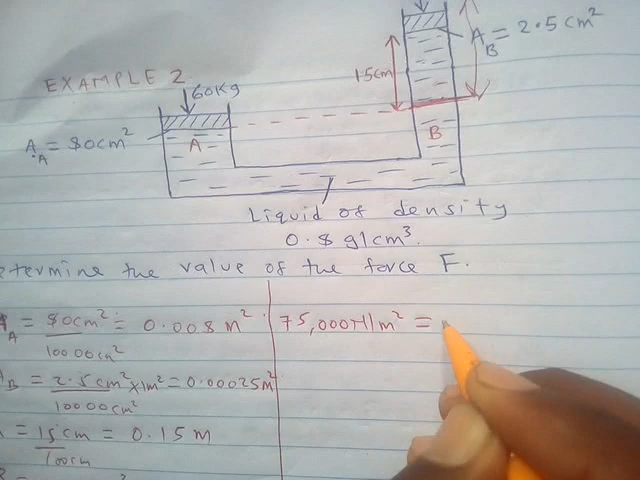 A_B = 2.5 cm²
15cm
EXAMPLE 2
60Kg
A_A = 80cm²
A
B
Liquid of density
0.8 g/cm³.
etermine the value of the force F.
A_A = 80cm² = 0.008 m²
10000cm²
75,000N/m² =
A_B = 2.5 cm² x 1m² = 0.00025m²
10000cm²
= 15cm = 0.15 M
100cm